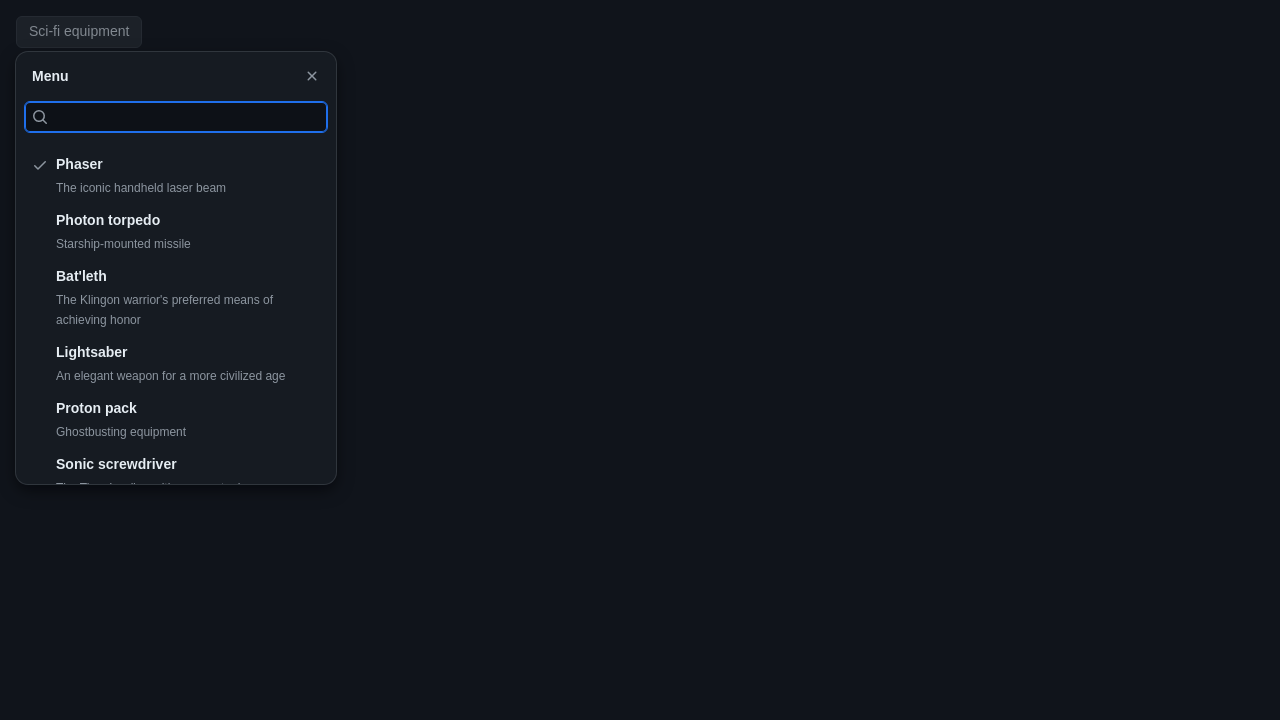 Sci-fi equipment
Menu
Phaser
The iconic handheld laser beam
Photon torpedo
Starship-mounted missile
Bat'leth
The Klingon warrior's preferred means of
achieving honor
Lightsaber
An elegant weapon for a more civilized age
Proton pack
Ghostbusting equipment
Sonic screwdriver